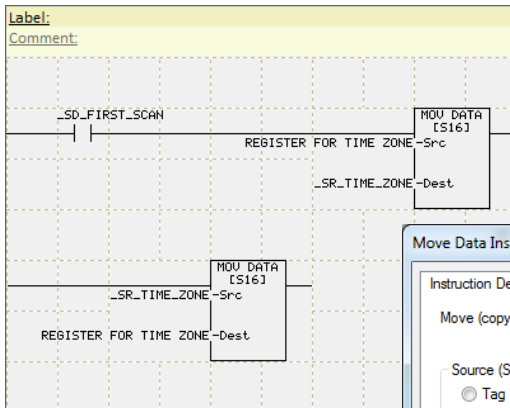 Label:
Comment:
_SD_FIRST_SCAN
MOV DATA
[S16]
REGISTER FOR TIME ZONE -Src
_SR_TIME_ZONE -Dest
Move Data Ins
MOV DATA
[S16]
_SR_TIME_ZONE -Src
REGISTER FOR TIME ZONE -Dest
Instruction De
Move (copy
Source (S
Tag